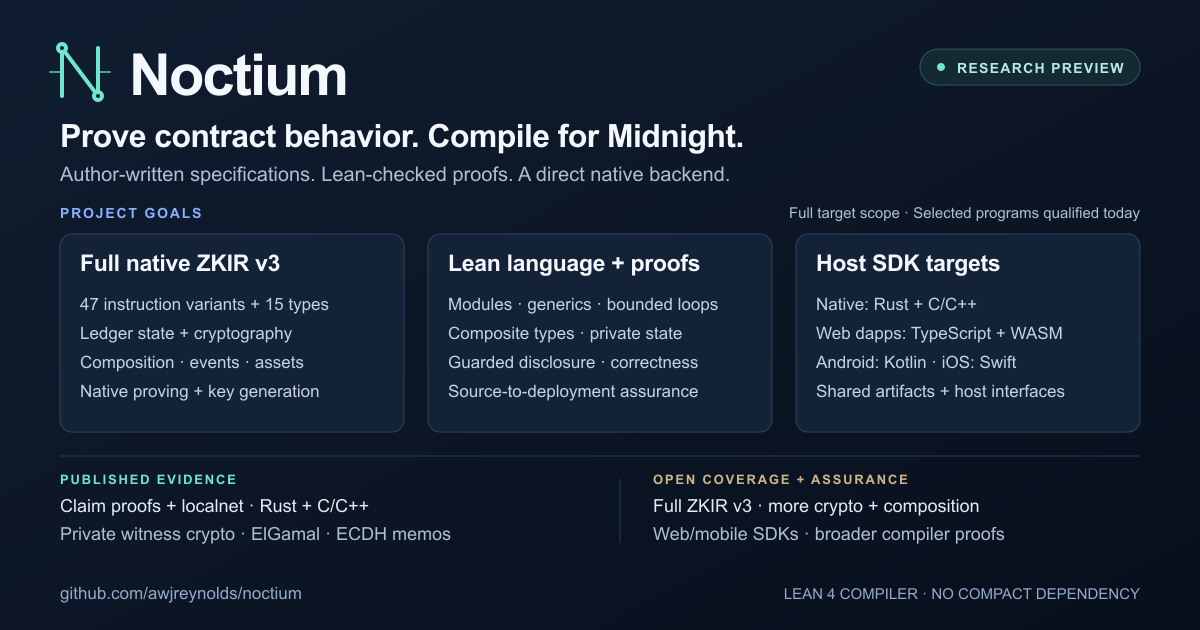 Noctium
RESEARCH PREVIEW
Prove contract behavior. Compile for Midnight.
Author-written specifications. Lean-checked proofs. A direct native backend.
PROJECT GOALS
Full target scope · Selected programs qualified today
Full native ZKIR v3
47 instruction variants + 15 types
Ledger state + cryptography
Composition · events · assets
Native proving + key generation
Lean language + proofs
Modules · generics · bounded loops
Composite types · private state
Guarded disclosure · correctness
Source-to-deployment assurance
Host SDK targets
Native: Rust + C/C++
Web dapps: TypeScript + WASM
Android: Kotlin · iOS: Swift
Shared artifacts + host interfaces
PUBLISHED EVIDENCE
Claim proofs + localnet · Rust + C/C++
Private witness crypto · ElGamal · ECDH memos
OPEN COVERAGE + ASSURANCE
Full ZKIR v3 · more crypto + composition
Web/mobile SDKs · broader compiler proofs
github.com/awjreynolds/noctium
LEAN 4 COMPILER · NO COMPACT DEPENDENCY